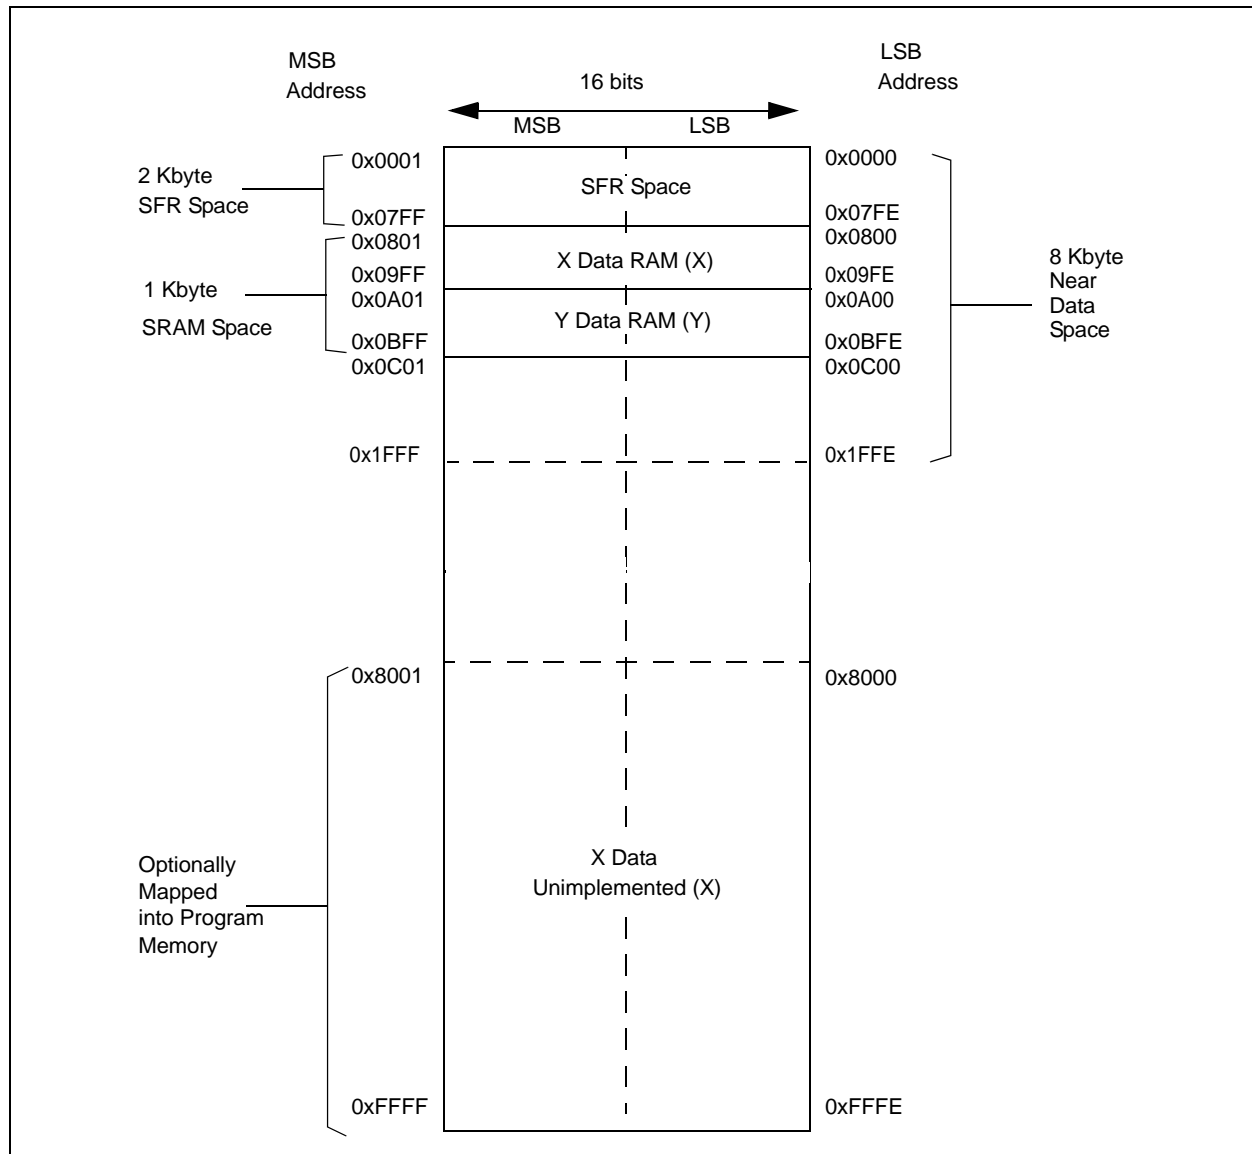 MSB
Address
16 bits
LSB
Address
MSB
LSB
2 Kbyte
SFR Space
0x0001
SFR Space
0x0000
0x07FF
0x07FE
0x0801
0x0800
1 Kbyte
SRAM Space
X Data RAM (X)
0x09FF
0x09FE
0x0A01
0x0A00
Y Data RAM (Y)
0x0BFF
0x0BFE
0x0C01
0x0C00
8 Kbyte
Near
Data
Space
0x1FFF
0x1FFE
0x8001
0x8000
Optionally
Mapped
into Program
Memory
X Data
Unimplemented (X)
0xFFFF
0xFFFE